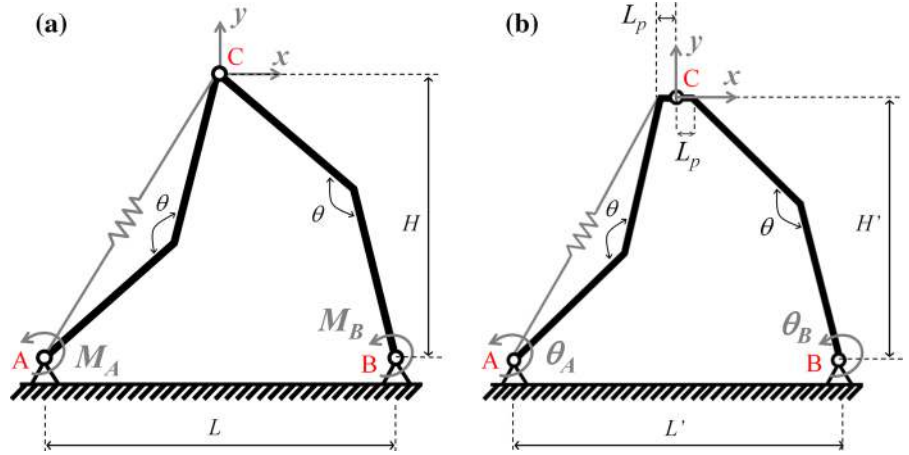 (a)
y
C
x
θ
θ
H
A
M_A
M_B
B
L
(b)
L_p
y
C
x
L_p
θ
θ
H'
A
θ_A
θ_B
B
L'